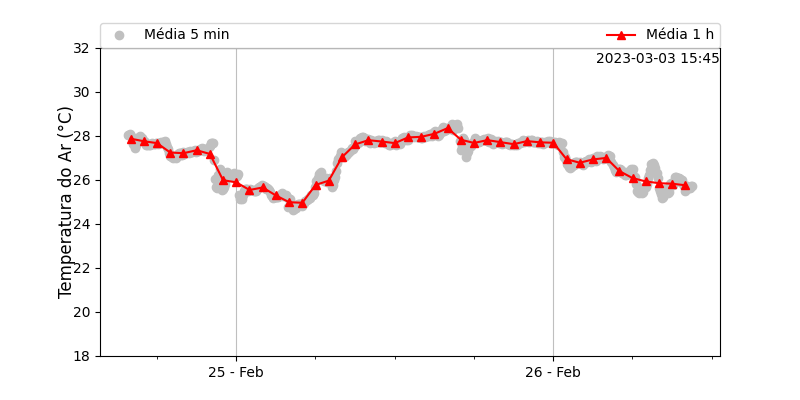 Média 5 min
Média 1 h
2023-03-03 15:45
Temperatura do Ar (°C)
32
30
28
26
24
22
20
18
25 - Feb
26 - Feb